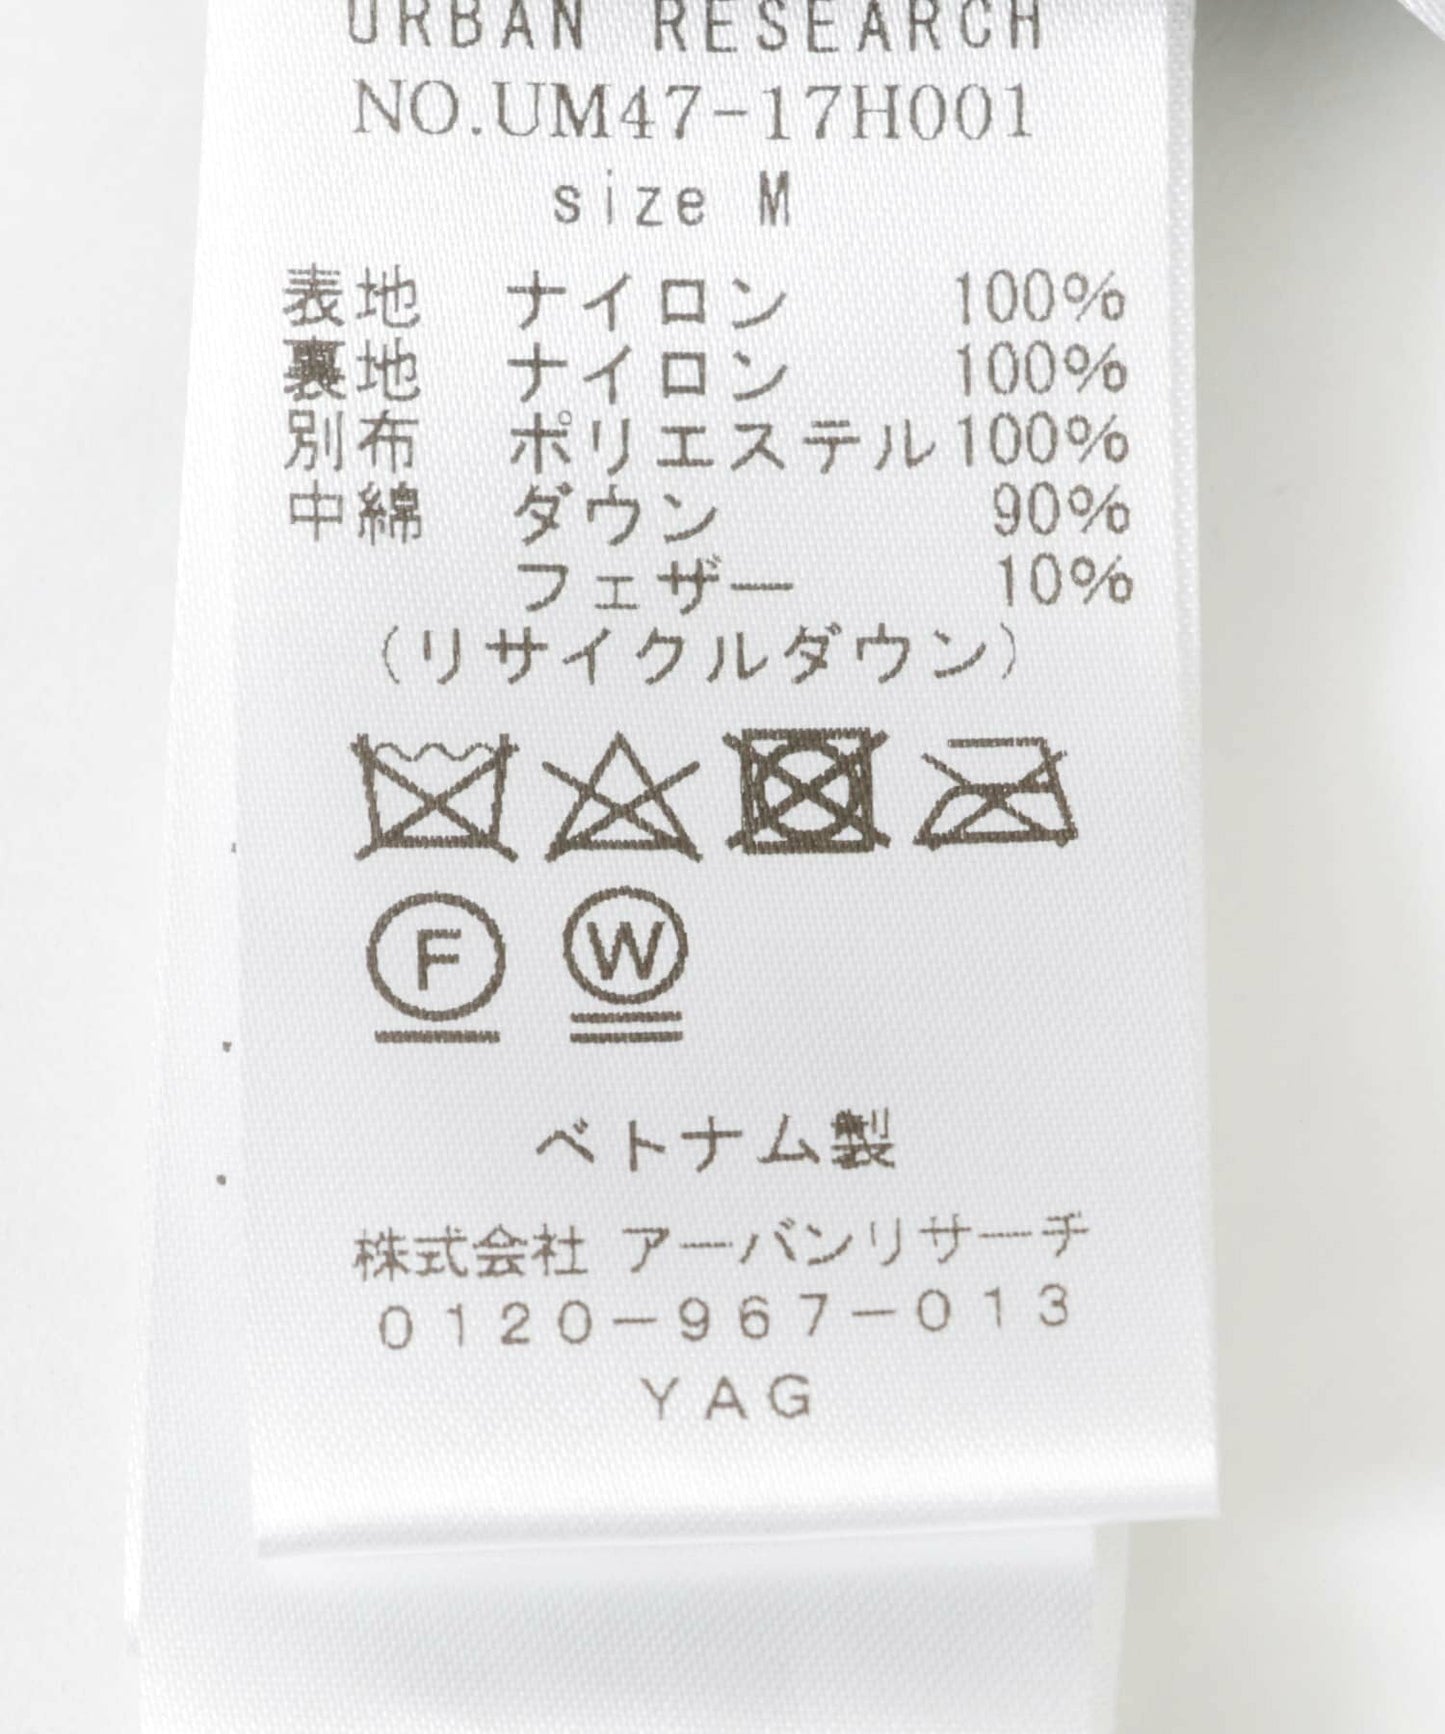 URBAN RESEARCH
NO.UM47-17H001
size M
表地 ナイロン 100%
裏地 ナイロン 100%
別布 ポリエステル 100%
中綿 ダウン 90%
フェザー 10%
(リサイクルダウン)
F W
ベトナム製
株式会社 アーバンリサーチ
0120-967-013
YAG